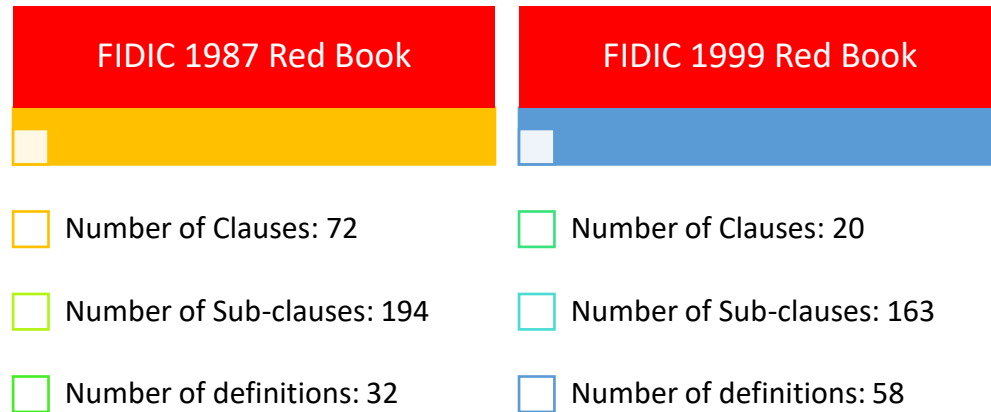 FIDIC 1987 Red Book
Number of Clauses: 72
Number of Sub-clauses: 194
Number of definitions: 32
FIDIC 1999 Red Book
Number of Clauses: 20
Number of Sub-clauses: 163
Number of definitions: 58